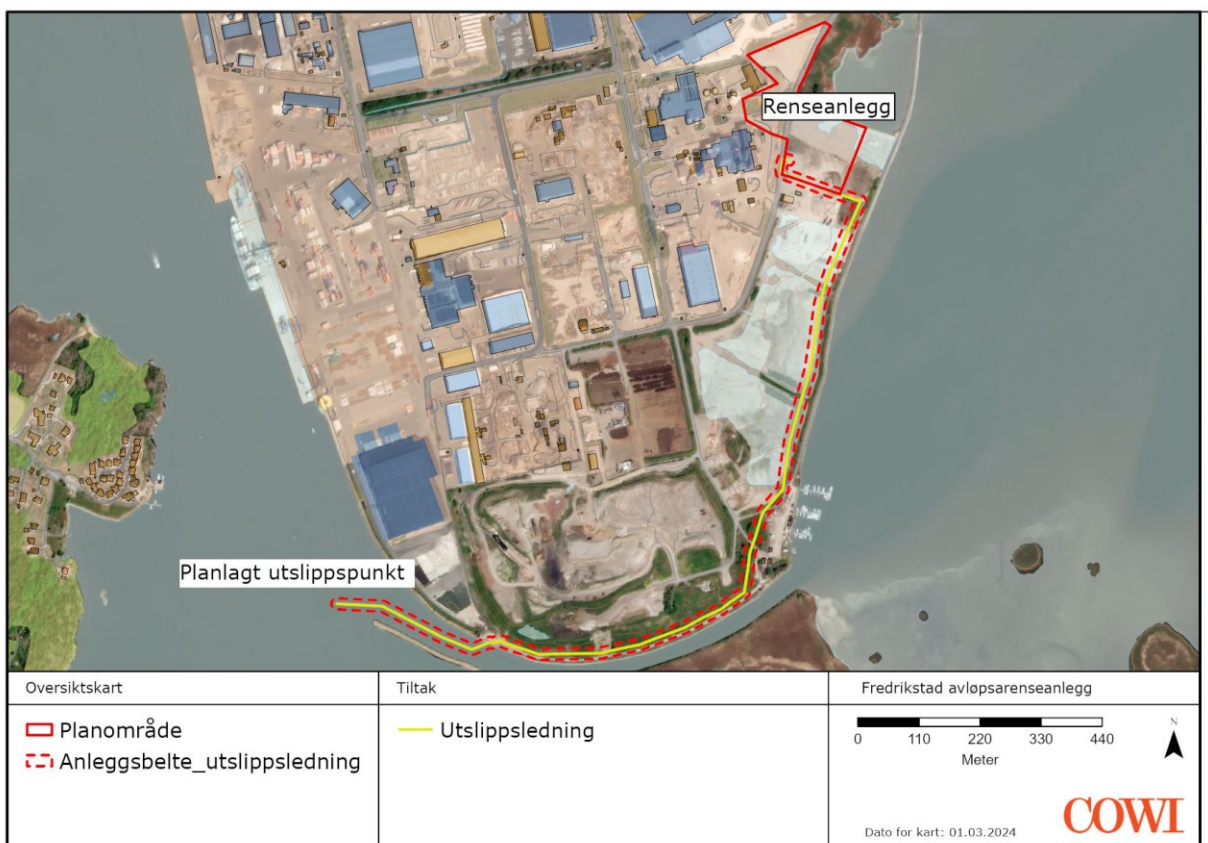 Renseanlegg
Planlagt utslippspunkt
Oversiktskart
Planområde
Anleggsbelte_utslippsledning
Tiltak
Utslippsledning
Fredrikstad avløpsarenseanlegg
0 110 220 330 440
Meter
N
Dato for kart: 01.03.2024
COWI